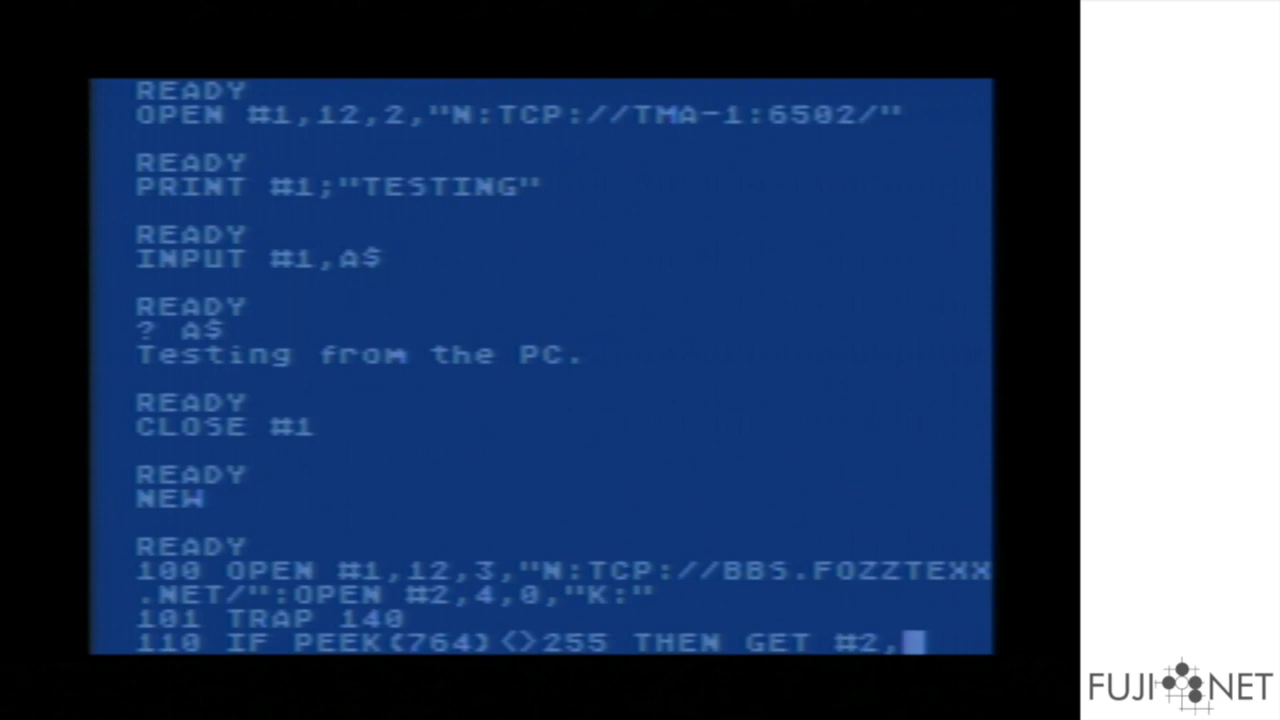 READY
OPEN #1,12,2,"N:TCP://TMA-1:6502/"
READY
PRINT #1;"TESTING"
READY
INPUT #1,A$
READY
? A$
Testing from the PC.
READY
CLOSE #1
READY
NEW
READY
100 OPEN #1,12,3,"N:TCP://BBS.FOZZTEXX
.NET/":OPEN #2,4,0,"K:"
101 TRAP 140
110 IF PEEK(764)<>255 THEN GET #2,
FUJI NET